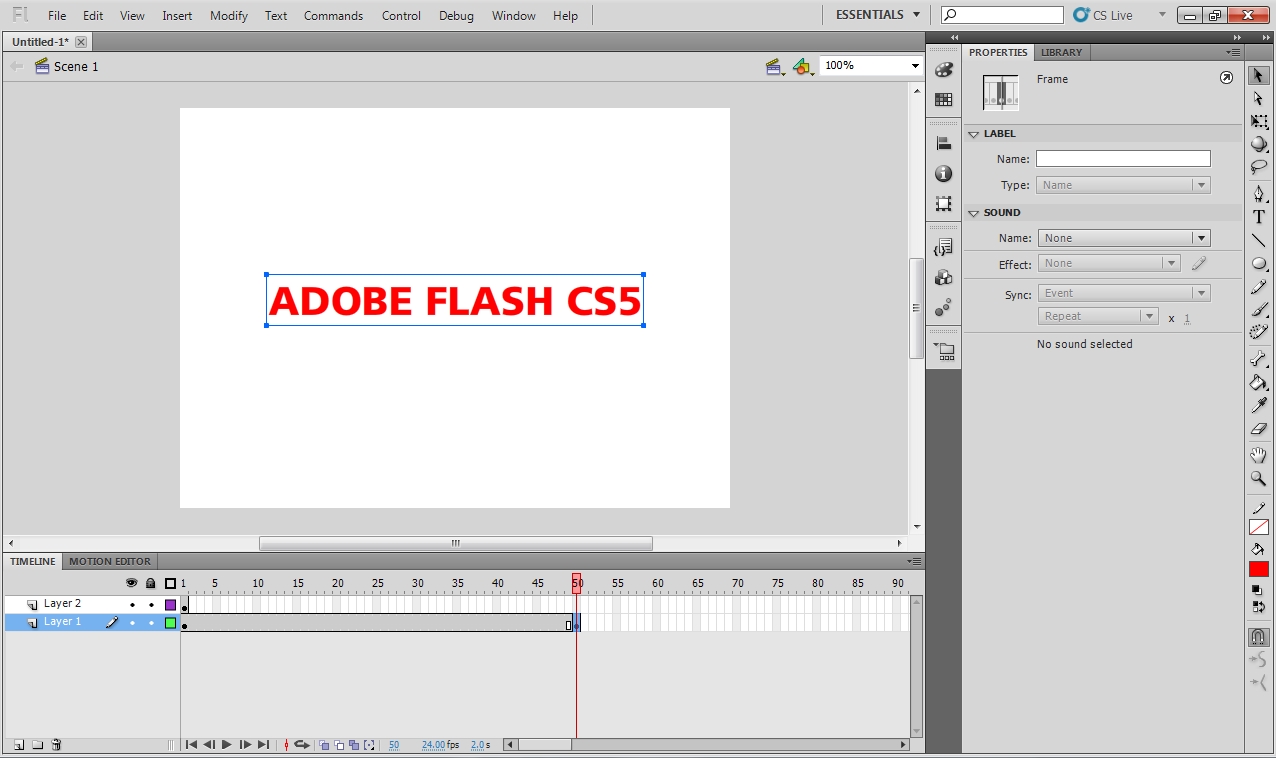 Fl File Edit View Insert Modify Text Commands Control Debug Window Help ESSENTIALS CS Live
Untitled-1*
Scene 1 100%
ADOBE FLASH CS5
PROPERTIES LIBRARY
Frame
LABEL
Name:
Type: Name
SOUND
Name: None
Effect: None
Sync: Event
Repeat x 1
No sound selected
T
TIMELINE MOTION EDITOR
1 5 10 15 20 25 30 35 40 45 50 55 60 65 70 75 80 85 90
Layer 2
Layer 1
50 24.00 fps 2.0 s